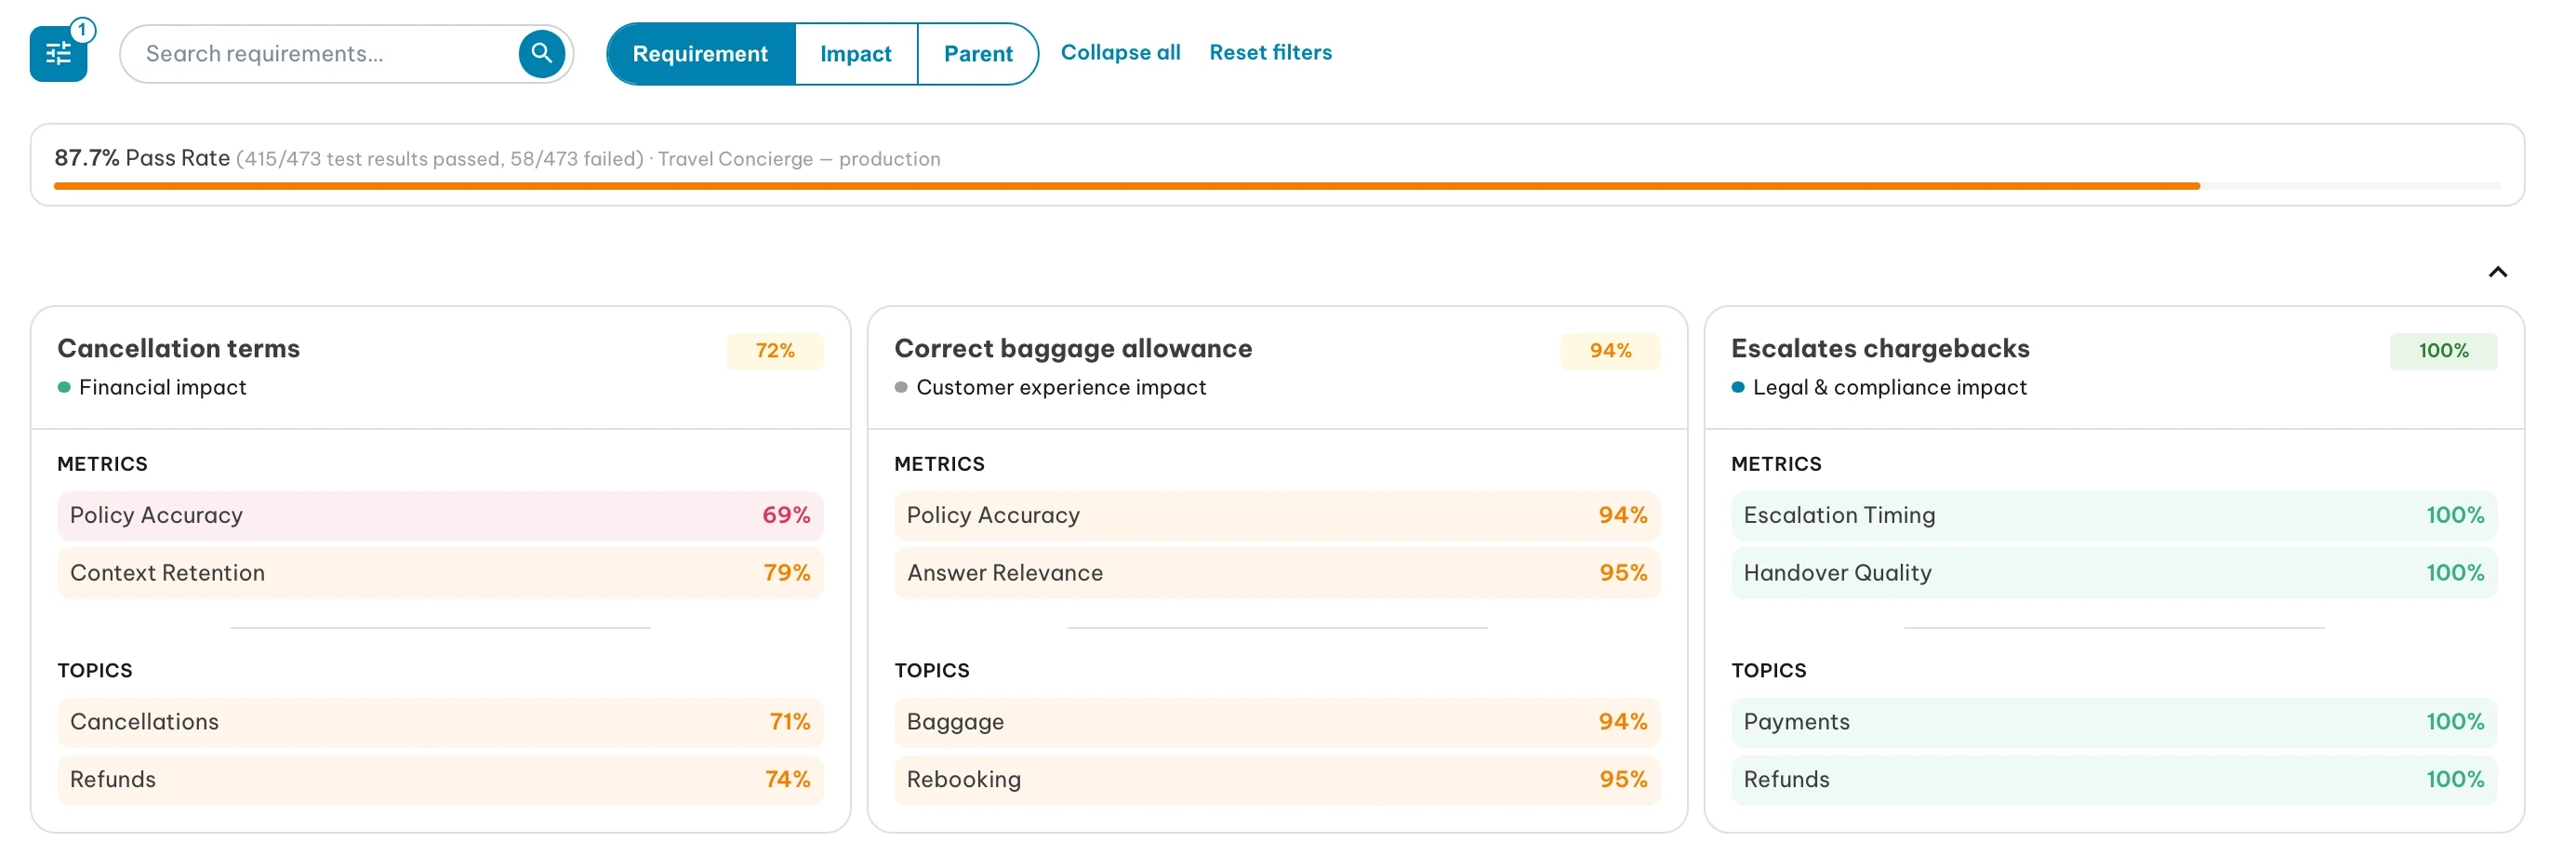 1
Search requirements...
Requirement
Impact
Parent
Collapse all
Reset filters
87.7% Pass Rate (415/473 test results passed, 58/473 failed) · Travel Concierge — production
Cancellation terms
72%
Financial impact
METRICS
Policy Accuracy 69%
Context Retention 79%
TOPICS
Cancellations 71%
Refunds 74%
Correct baggage allowance
94%
Customer experience impact
METRICS
Policy Accuracy 94%
Answer Relevance 95%
TOPICS
Baggage 94%
Rebooking 95%
Escalates chargebacks
100%
Legal & compliance impact
METRICS
Escalation Timing 100%
Handover Quality 100%
TOPICS
Payments 100%
Refunds 100%